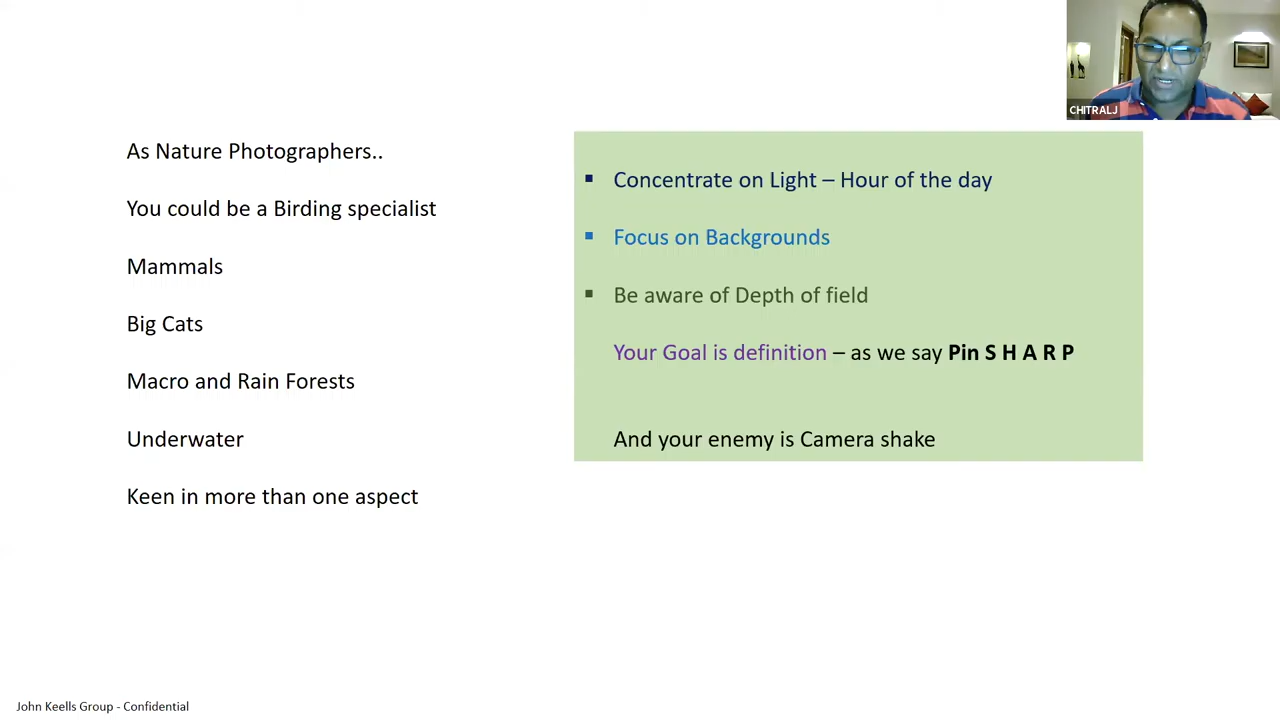 CHITRALJ
As Nature Photographers..
You could be a Birding specialist
Mammals
Big Cats
Macro and Rain Forests
Underwater
Keen in more than one aspect
▪ Concentrate on Light – Hour of the day
▪ Focus on Backgrounds
▪ Be aware of Depth of field
Your Goal is definition – as we say Pin S H A R P
And your enemy is Camera shake
John Keells Group - Confidential